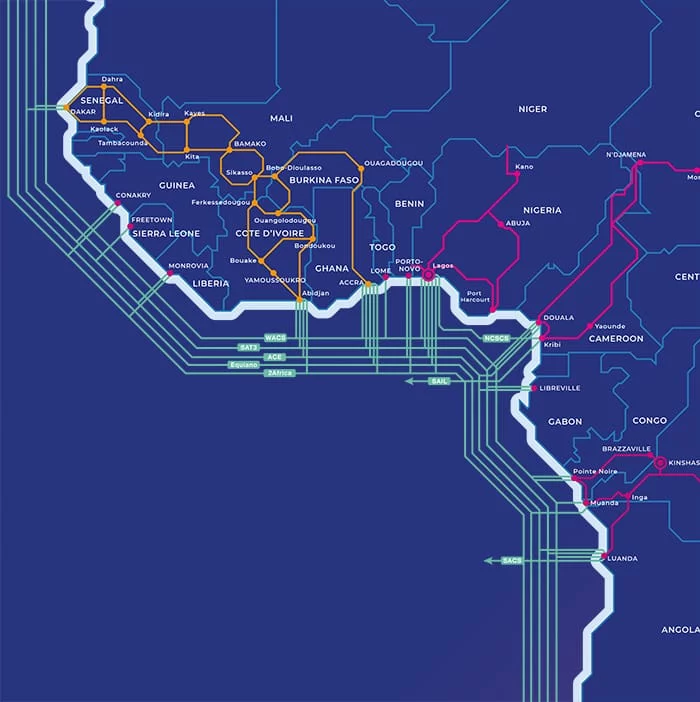 Dahra
SENEGAL
DAKAR
Kidira
Kayes
MALI
NIGER
Kaolack
Tambacounda
BAMAKO
Kita
N'DJAMENA
OUAGADOUGOU
Kano
Sikasso
Bobo-Dioulasso
BURKINA FASO
GUINEA
CONAKRY
Ferkessedougou
BENIN
NIGERIA
FREETOWN
SIERRA LEONE
Ouangolodougou
COTE D'IVOIRE
ABUJA
Bondoukou
TOGO
Bouake
MONROVIA
GHANA
LOME
PORTO-
NOVO
Lagos
CENT
LIBERIA
YAMOUSSOUKRO
ACCRA
Abidjan
Port
Harcourt
DOUALA
Yaounde
WACS
NCSCS
Kribi
CAMEROON
SAT3
ACE
Equiano
2Africa
SAIL
LIBREVILLE
GABON
CONGO
BRAZZAVILLE
KINSHAS
Pointe Noire
Muanda
Inga
SACS
LUANDA
ANGOLA